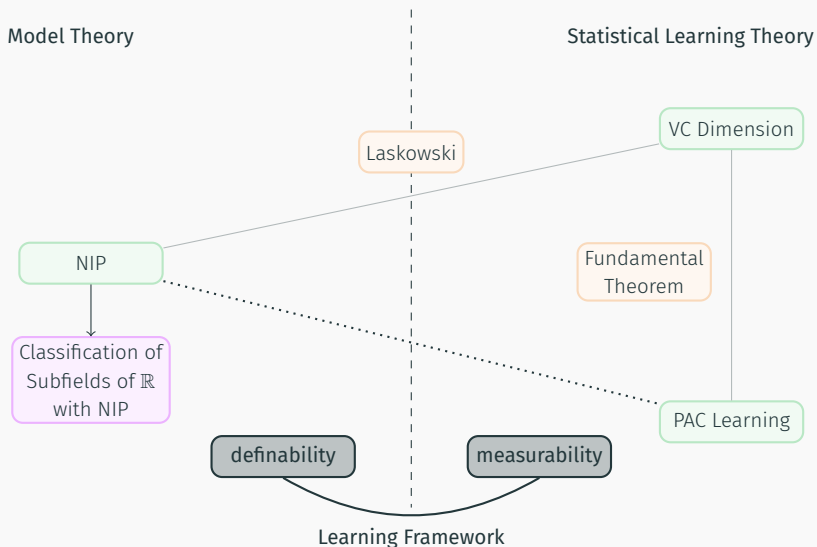 Model Theory
Statistical Learning Theory
VC Dimension
Laskowski
NIP
Fundamental
Theorem
Classification of
Subfields of ℝ
with NIP
PAC Learning
definability
measurability
Learning Framework